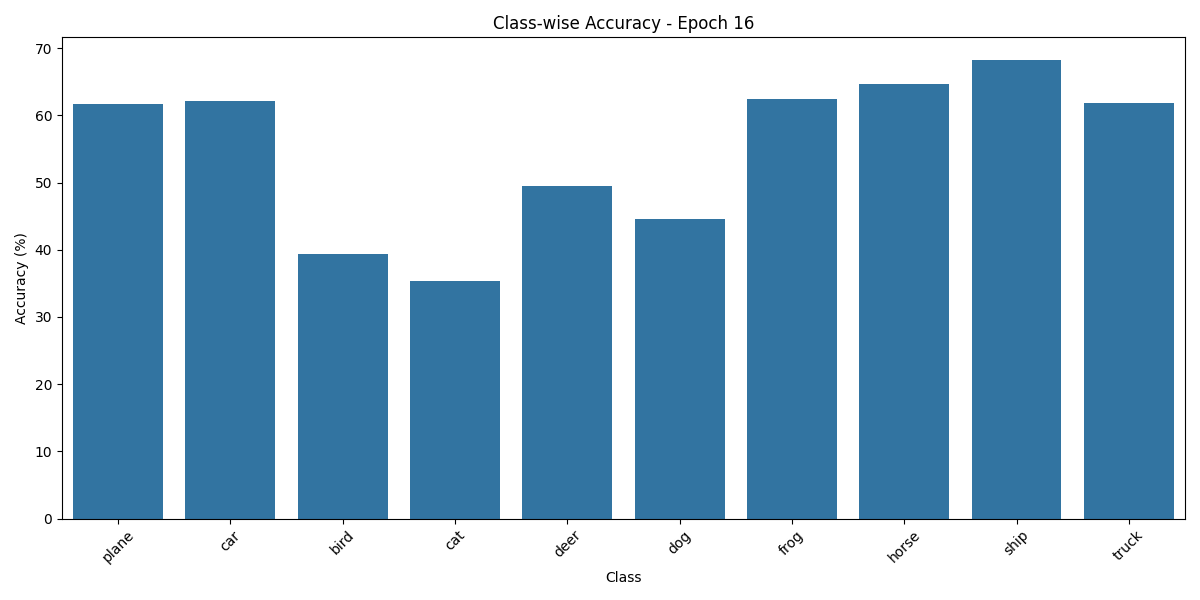 Class-wise Accuracy - Epoch 16
Accuracy (%)
70
60
50
40
30
20
10
0
plane car bird cat deer dog frog horse ship truck
Class